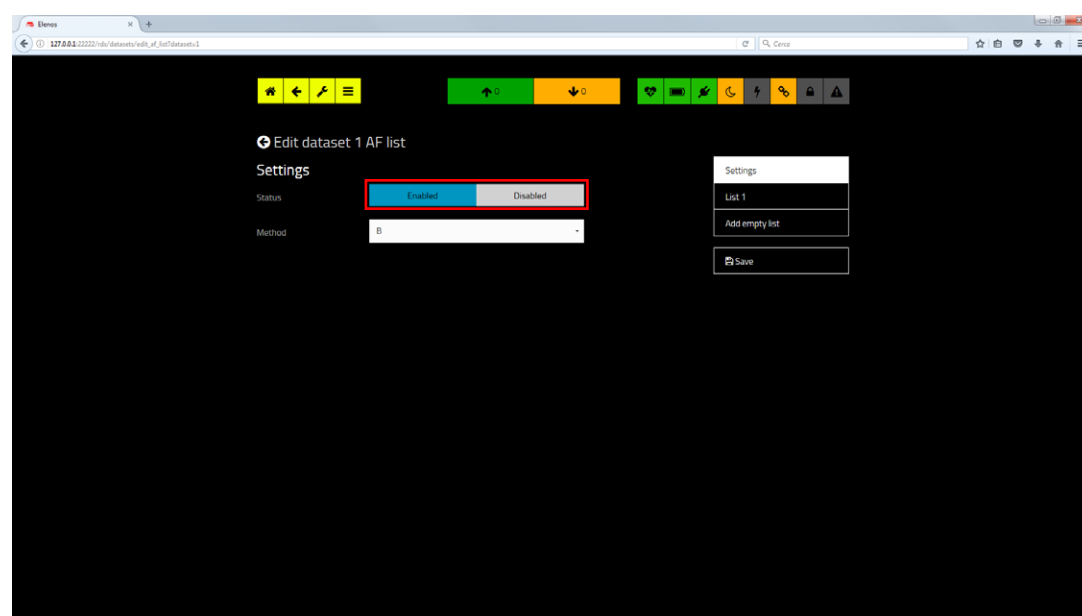 Elenos
127.0.0.1:22222/rds/datasets/edit_af_list?dataset=1
Cerca
0
0
Edit dataset 1 AF list
Settings
Status
Enabled
Disabled
Method
B
Settings
List 1
Add empty list
Save